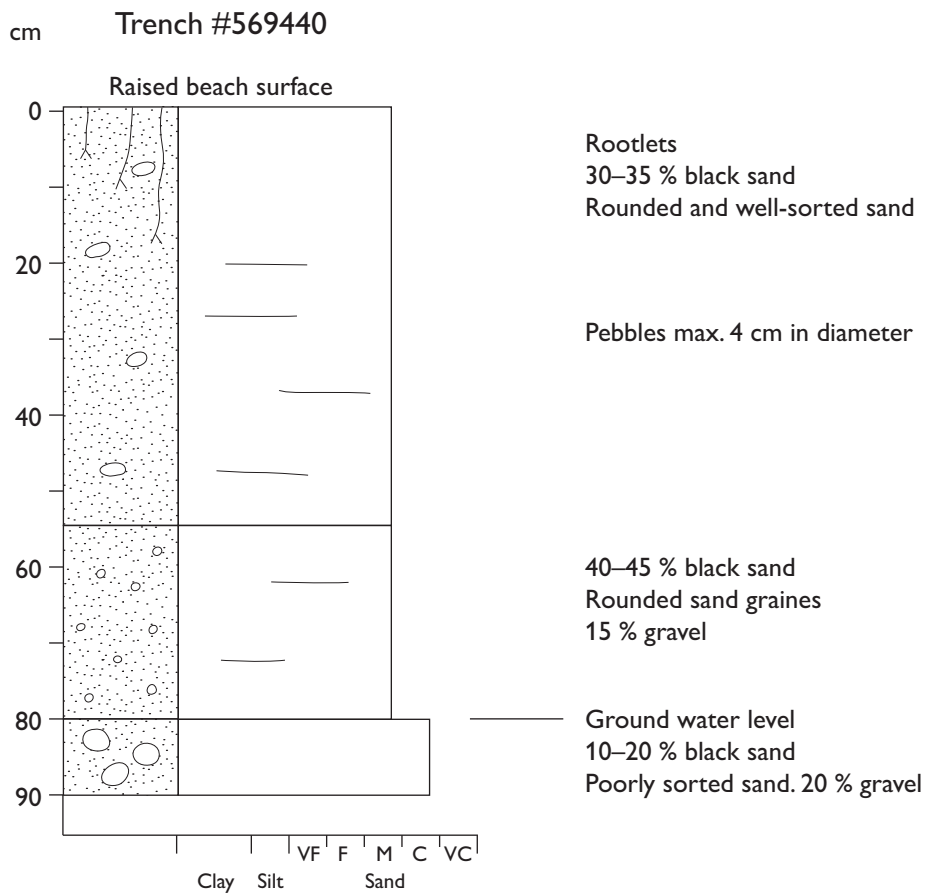 cm
Trench #569440
Raised beach surface
0
Rootlets
30–35 % black sand
Rounded and well-sorted sand
20
Pebbles max. 4 cm in diameter
40
60
40–45 % black sand
Rounded sand graines
15 % gravel
80
Ground water level
10–20 % black sand
Poorly sorted sand. 20 % gravel
90
VF F M C VC
Clay Silt Sand